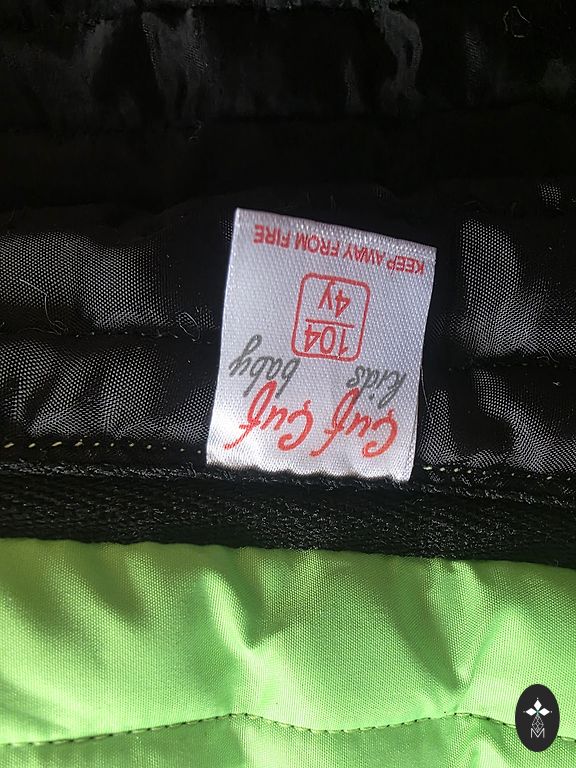 Guf Guf
kids baby
104
4y
KEEP AWAY FROM FIRE
M